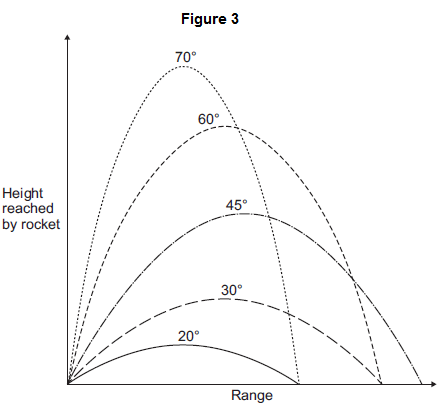 Figure 3
70°
60°
Height
reached
by rocket
45°
30°
20°
Range